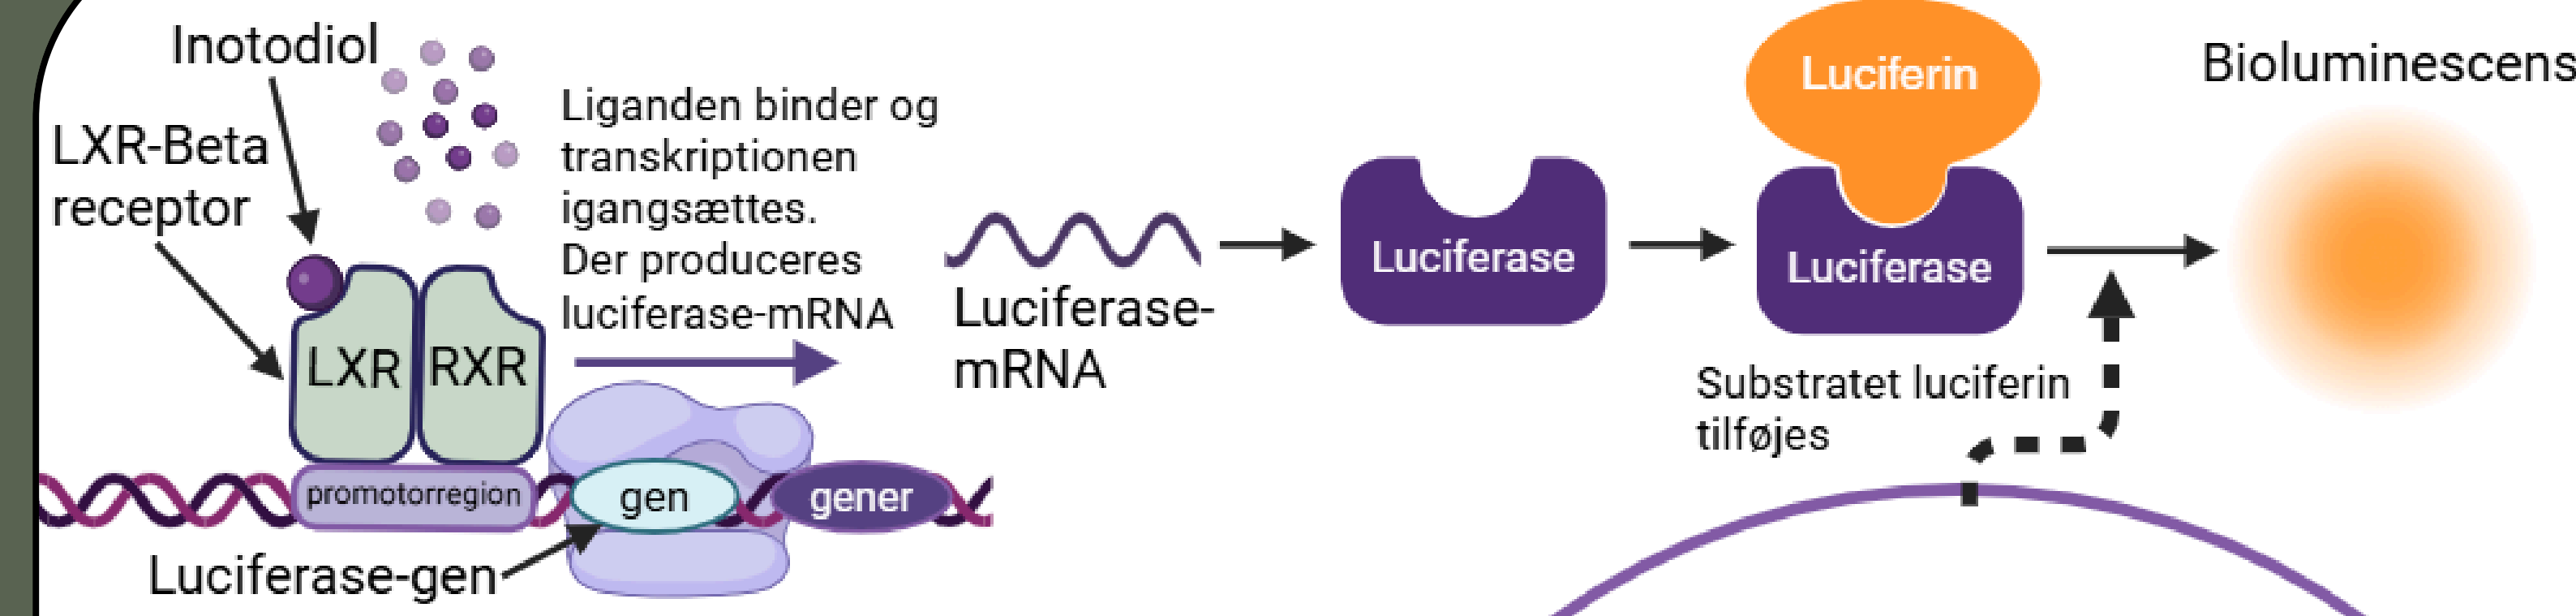 Inotodiol
LXR-Beta
receptor
Liganden binder og
transkriptionen
igangsættes.
Der produceres
luciferase-mRNA
LXR
RXR
promotorregion
gen
gener
Luciferase-gen
Luciferase-
mRNA
Luciferase
Luciferin
Luciferase
Substratet luciferin
tilføjes
Bioluminescens